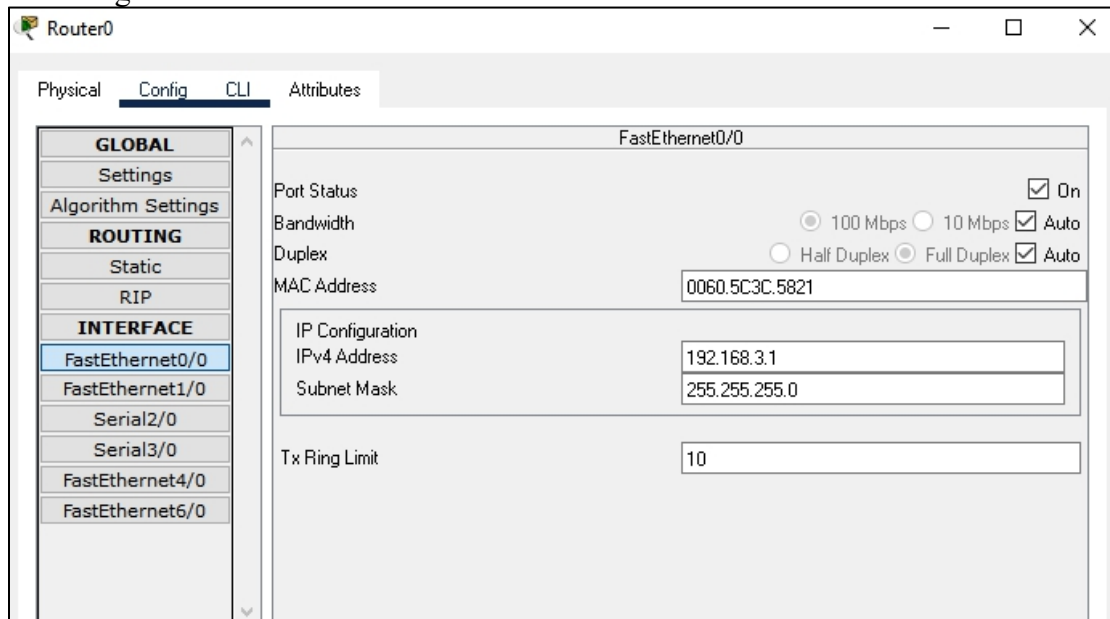 Router0
Physical Config CLI Attributes
GLOBAL
Settings
Algorithm Settings
ROUTING
Static
RIP
INTERFACE
FastEthernet0/0
FastEthernet1/0
Serial2/0
Serial3/0
FastEthernet4/0
FastEthernet6/0
FastEthernet0/0
Port Status On
Bandwidth 100 Mbps 10 Mbps Auto
Duplex Half Duplex Full Duplex Auto
MAC Address 0060.5C3C.5821
IP Configuration
IPv4 Address 192.168.3.1
Subnet Mask 255.255.255.0
Tx Ring Limit 10